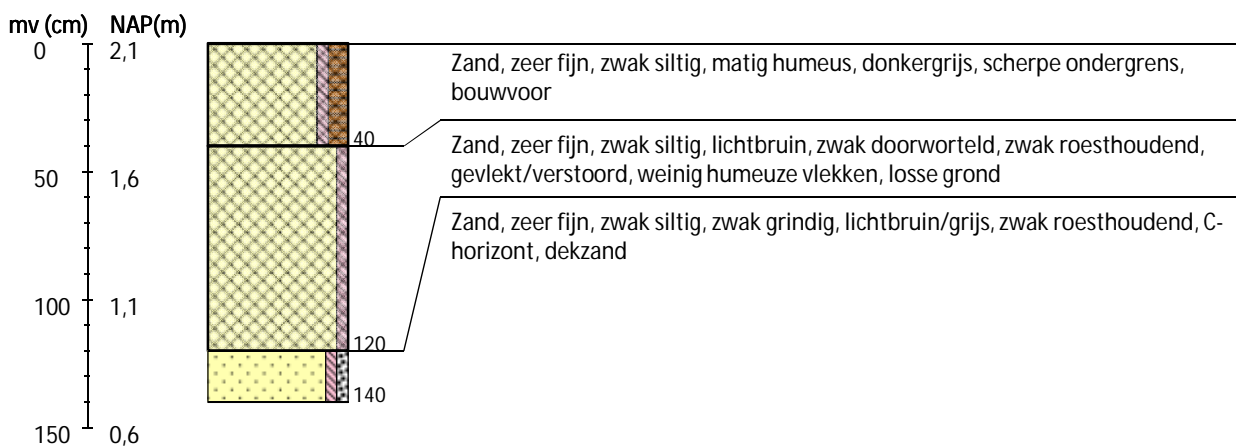 mv (cm) NAP(m)
0 2,1
Zand, zeer fijn, zwak siltig, matig humeus, donkergrijs, scherpe ondergrens,
bouwvoor
40
Zand, zeer fijn, zwak siltig, lichtbruin, zwak doorworteld, zwak roesthoudend,
gevlekt/verstoord, weinig humeuze vlekken, losse grond
50 1,6
Zand, zeer fijn, zwak siltig, zwak grindig, lichtbruin/grijs, zwak roesthoudend, C-
horizont, dekzand
100 1,1
120
140
150 0,6